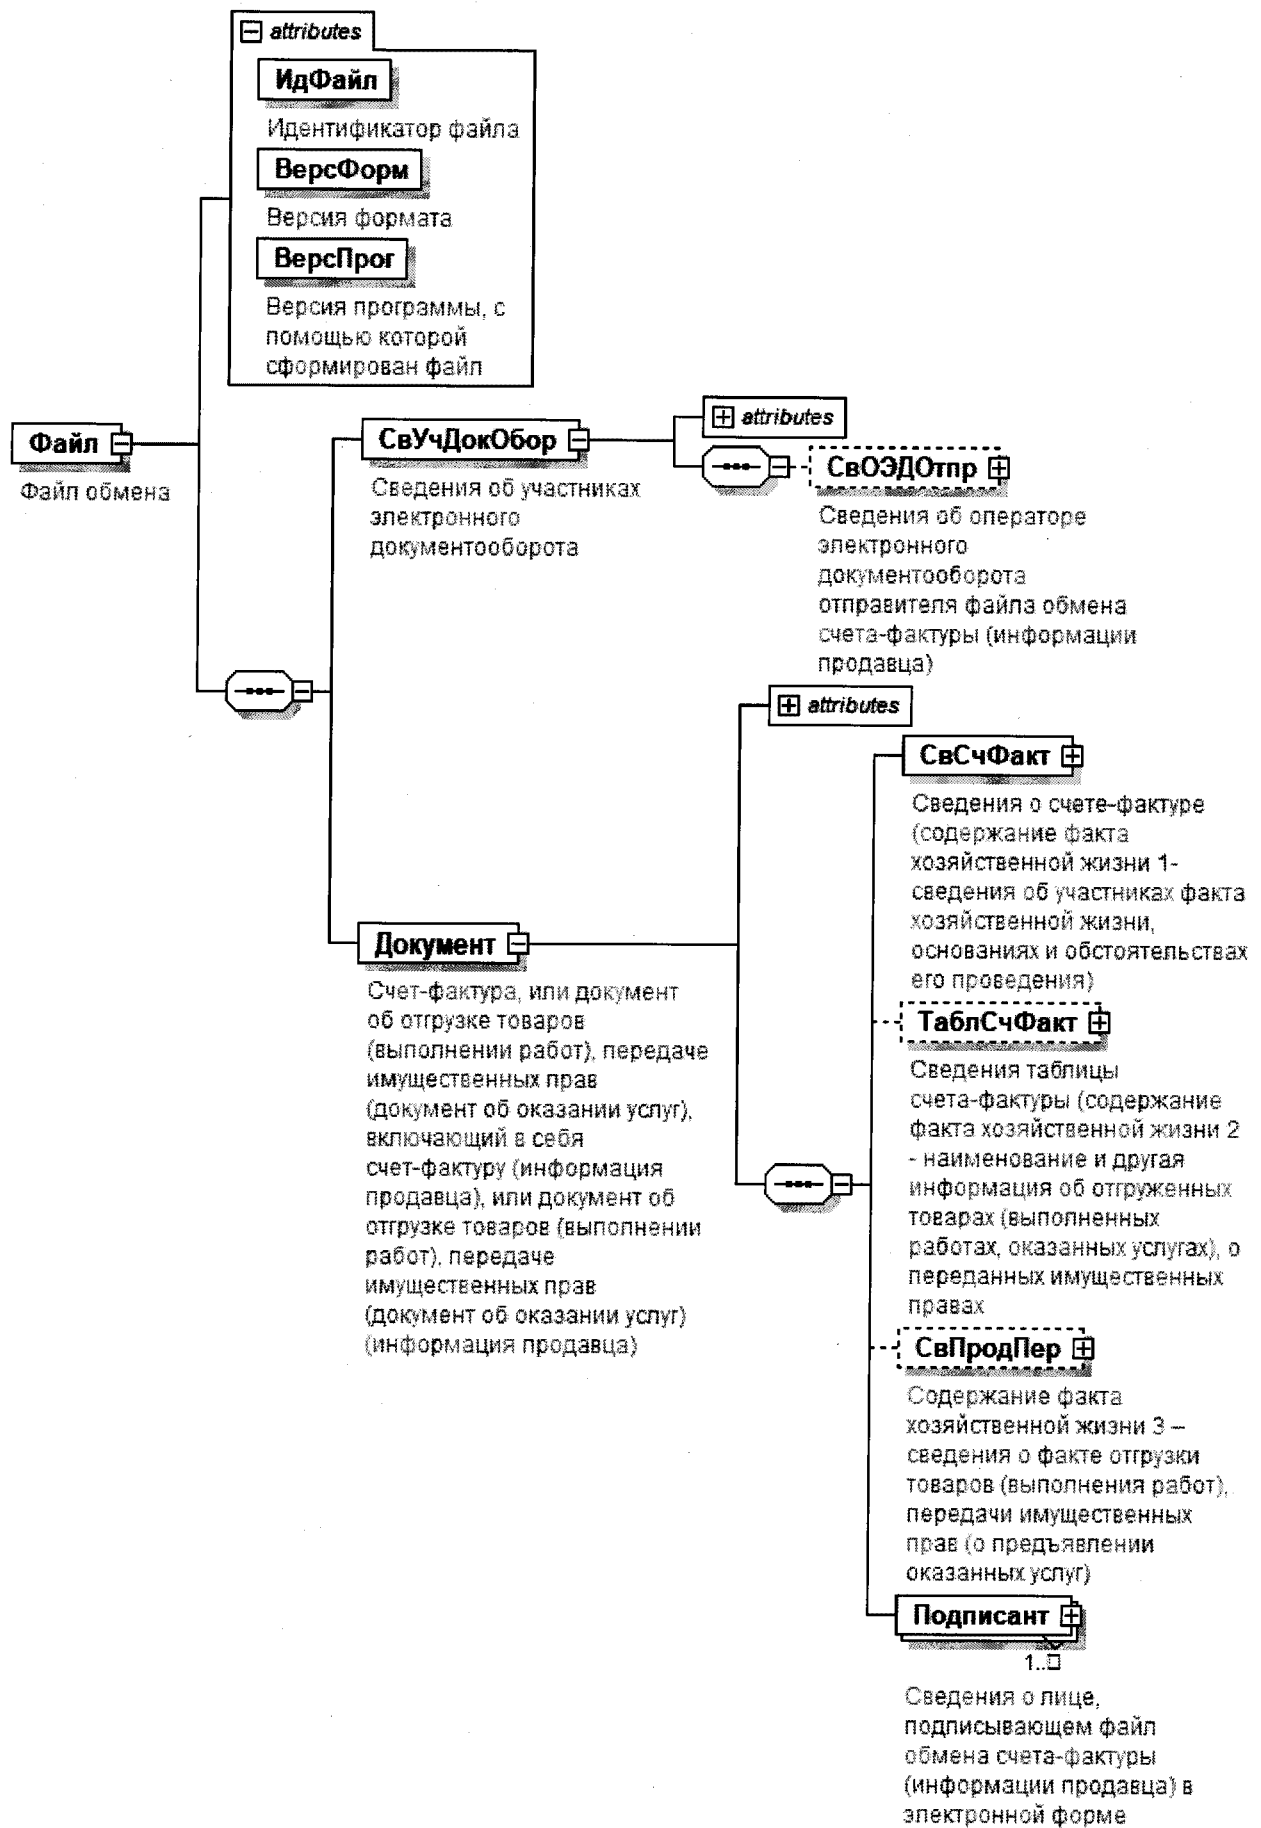 attributes
ИдФайл
Идентификатор файла
ВерсФорм
Версия формата
ВерсПрог
Версия программы, с
помощью которой
сформирован файл
Файл
Файл обмена
СвУчДокОбор
Сведения об участниках
электронного
документооборота
attributes
СвОЭДОтпр
Сведения об операторе
электронного
документооборота
отправителя файла обмена
счета-фактуры (информации
продавца)
Документ
Счет-фактура, или документ
об отгрузке товаров
(выполнении работ), передаче
имущественных прав
(документ об оказании услуг),
включающий в себя
счет-фактуру (информация
продавца), или документ об
отгрузке товаров (выполнении
работ), передаче
имущественных прав
(документ об оказании услуг)
(информация продавца)
attributes
СвСчФакт
Сведения о счете-фактуре
(содержание факта
хозяйственной жизни 1-
сведения об участниках факта
хозяйственной жизни,
основаниях и обстоятельствах
его проведения)
ТаблСчФакт
Сведения таблицы
счета-фактуры (содержание
факта хозяйственной жизни 2
- наименование и другая
информация об отгруженных
товарах (выполненных
работах, оказанных услугах), о
переданных имущественных
правах
СвПродПер
Содержание факта
хозяйственной жизни 3 –
сведения о факте отгрузки
товаров (выполнения работ),
передачи имущественных
прав (о предъявлении
оказанных услуг)
Подписант
1..□
Сведения о лице,
подписывающем файл
обмена счета-фактуры
(информации продавца) в
электронной форме